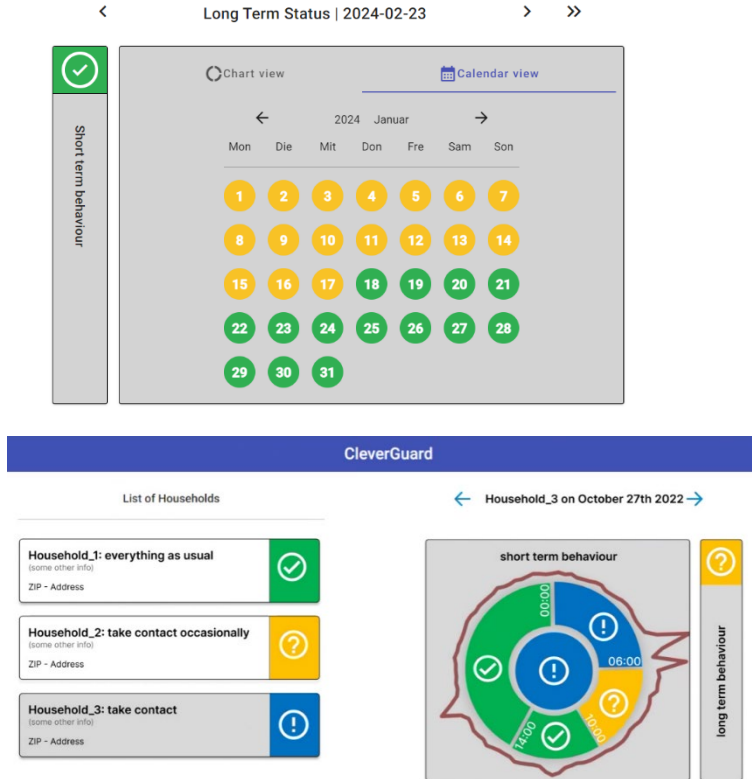 Long Term Status | 2024-02-23
Short term behaviour
Chart view
Calendar view
2024 Januar
Mon Die Mit Don Fre Sam Son
1 2 3 4 5 6 7
8 9 10 11 12 13 14
15 16 17 18 19 20 21
22 23 24 25 26 27 28
29 30 31
CleverGuard
List of Households
Household_1: everything as usual
(some other info)
ZIP - Address
Household_2: take contact occasionally
(some other info)
ZIP - Address
Household_3: take contact
(some other info)
ZIP - Address
Household_3 on October 27th 2022
short term behaviour
00:00
06:00
10:00
14:00
long term behaviour